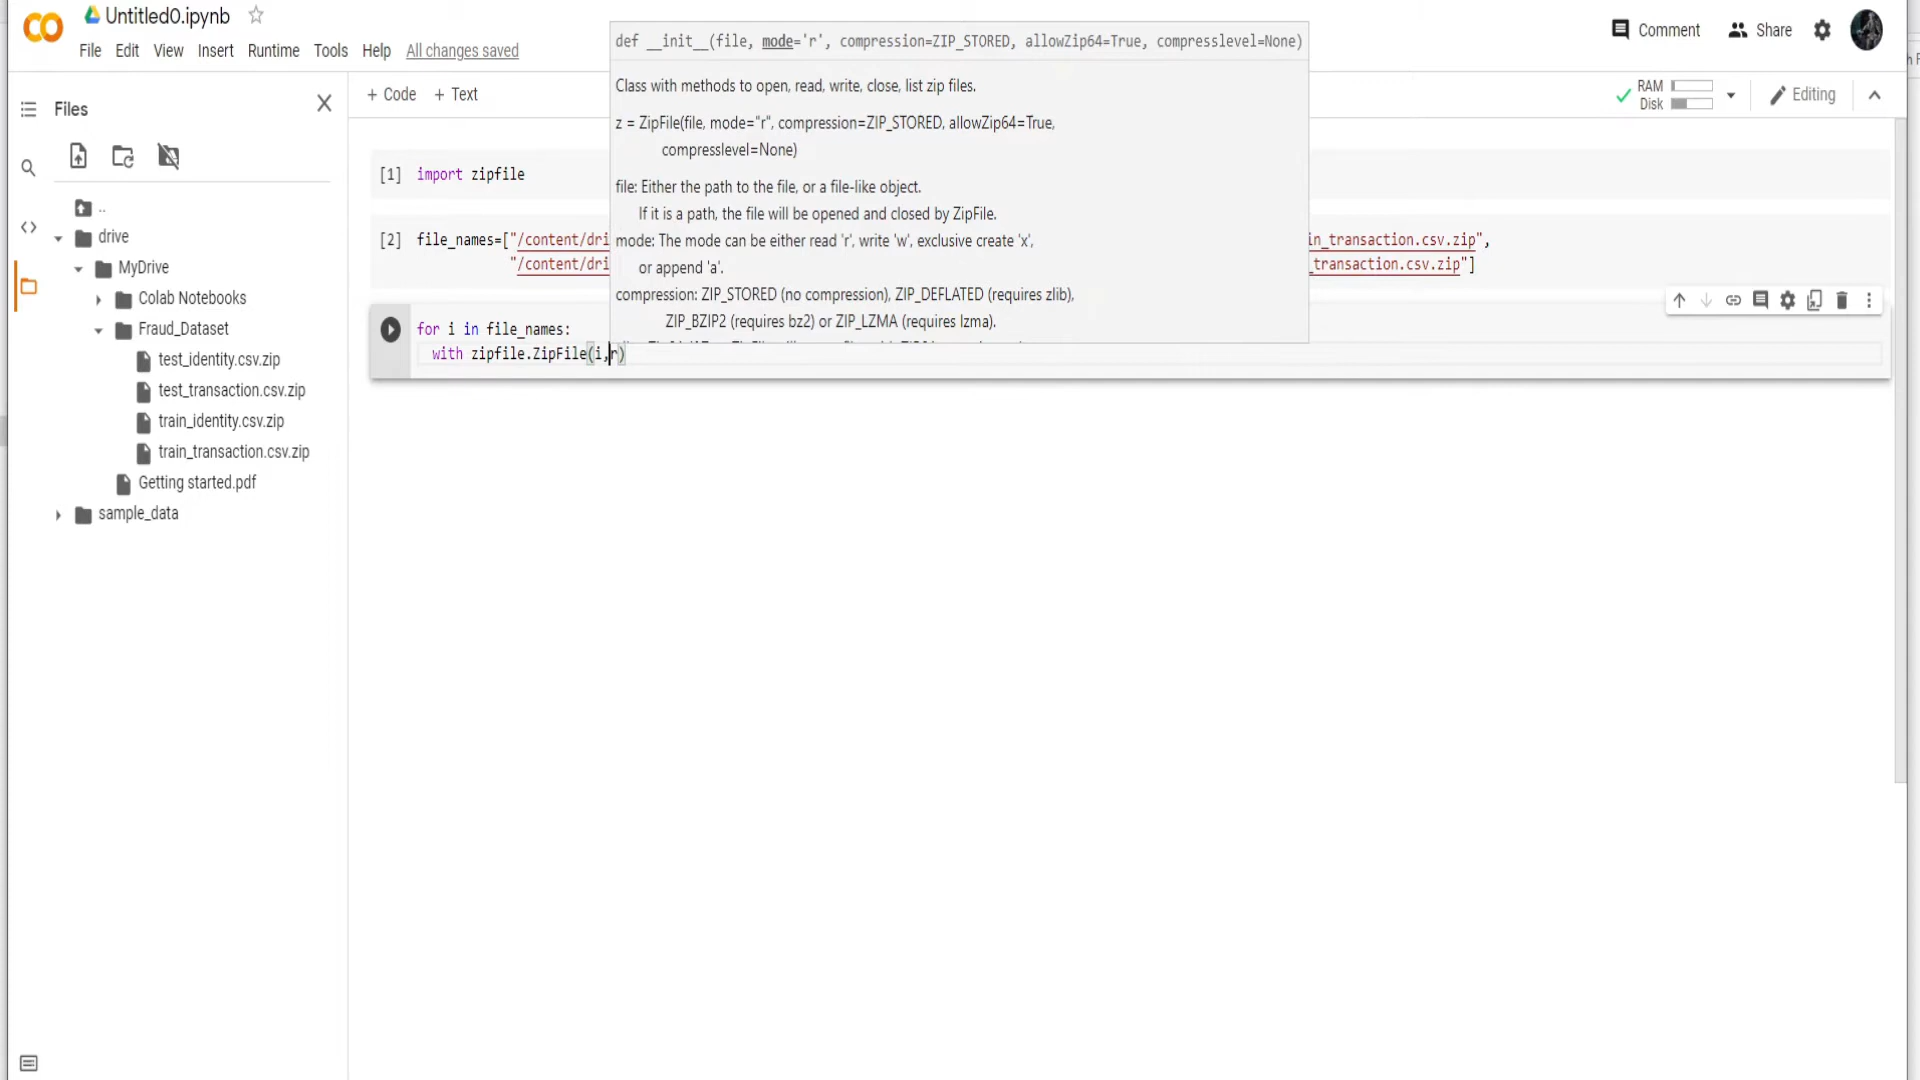 Untitled0.ipynb
File Edit View Insert Runtime Tools Help All changes saved
Comment Share
def __init__(file, mode='r', compression=ZIP_STORED, allowZip64=True, compresslevel=None)
Class with methods to open, read, write, close, list zip files.
z = ZipFile(file, mode="r", compression=ZIP_STORED, allowZip64=True,
compresslevel=None)
file: Either the path to the file, or a file-like object.
If it is a path, the file will be opened and closed by ZipFile.
mode: The mode can be either read 'r', write 'w', exclusive create 'x',
or append 'a'.
compression: ZIP_STORED (no compression), ZIP_DEFLATED (requires zlib),
ZIP_BZIP2 (requires bz2) or ZIP_LZMA (requires lzma).
Files
+ Code + Text
RAM
Disk
Editing
..
drive
MyDrive
Colab Notebooks
Fraud_Dataset
test_identity.csv.zip
test_transaction.csv.zip
train_identity.csv.zip
train_transaction.csv.zip
Getting started.pdf
sample_data
[1] import zipfile
[2] file_names=["/content/dri in_transaction.csv.zip",
"/content/dri _transaction.csv.zip"]
for i in file_names:
with zipfile.ZipFile(i,r)